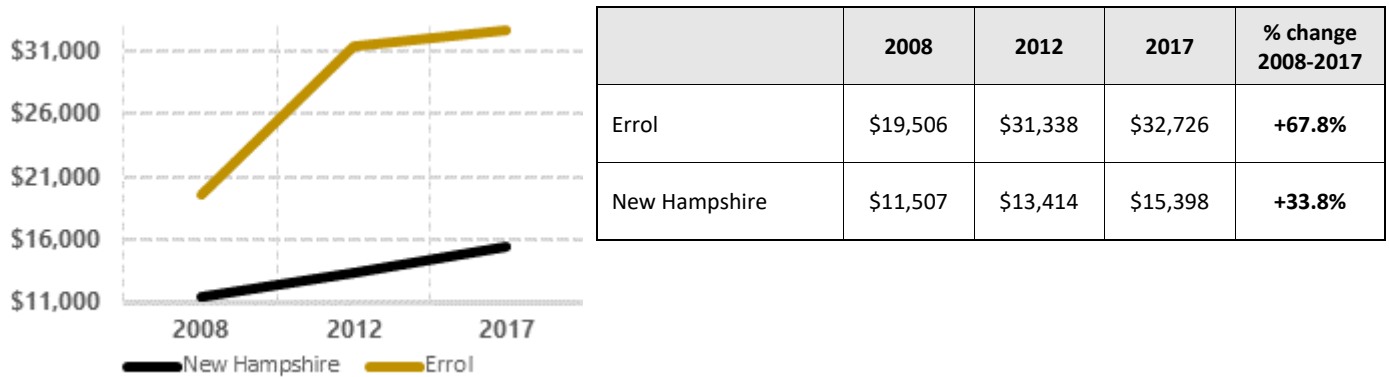 $31,000
$26,000
$21,000
$16,000
$11,000
2008 2012 2017
New Hampshire Errol
2008 2012 2017 % change
2008-2017
Errol $19,506 $31,338 $32,726 +67.8%
New Hampshire $11,507 $13,414 $15,398 +33.8%